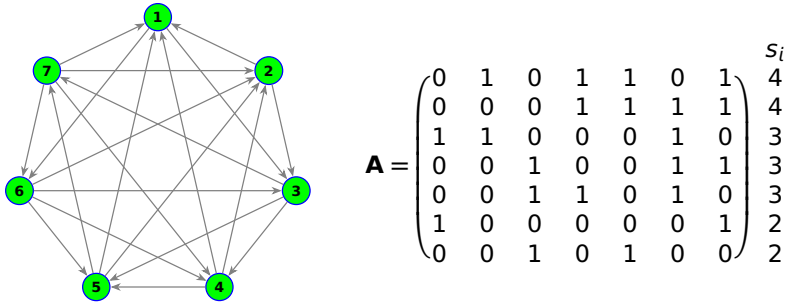 1
2
3
4
5
6
7
s_i
0 1 0 1 1 0 1 4
0 0 0 1 1 1 1 4
1 1 0 0 0 1 0 3
A = 0 0 1 0 0 1 1 3
0 0 1 1 0 1 0 3
1 0 0 0 0 0 1 2
0 0 1 0 1 0 0 2